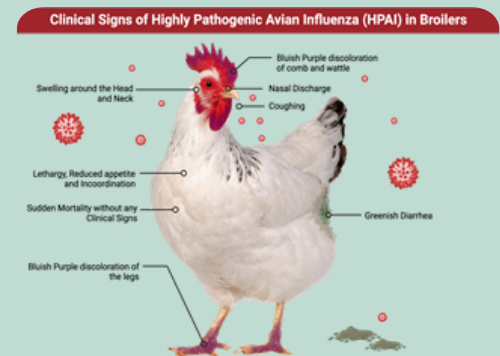 Clinical Signs of Highly Pathogenic Avian Influenza (HPAI) in Broilers
Bluish Purple discoloration
of comb and wattle
Swelling around the Head
and Neck
Nasal Discharge
Coughing
Lethargy, Reduced appetite
and Incoordination
Sudden Mortality without any
Clinical Signs
Greenish Diarrhea
Bluish Purple discoloration of
the legs